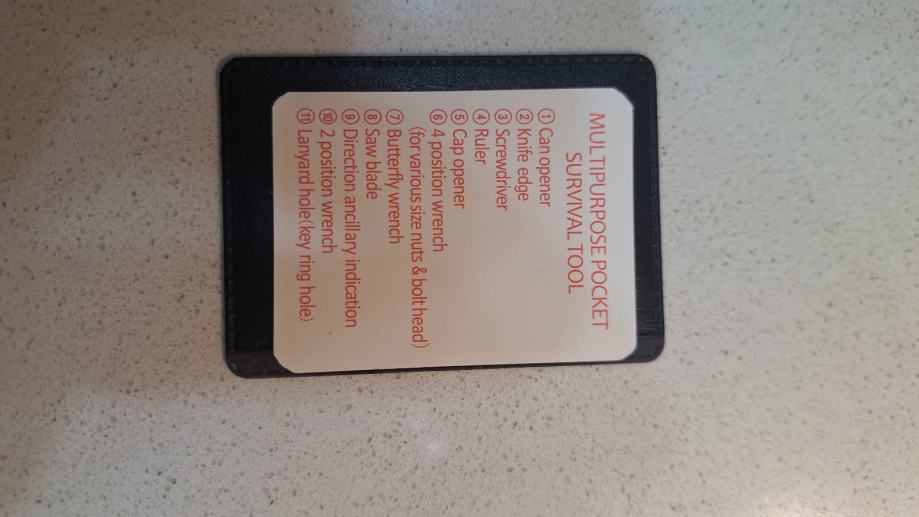 MULTIPURPOSE POCKET
SURVIVAL TOOL
① Can opener
② Knife edge
③ Screwdriver
④ Ruler
⑤ Cap opener
⑥ 4 position wrench
(for various size nuts & bolt head)
⑦ Butterfly wrench
⑧ Saw blade
⑨ Direction ancillary indication
⑩ 2 position wrench
⑪ Lanyard hole(key ring hole)